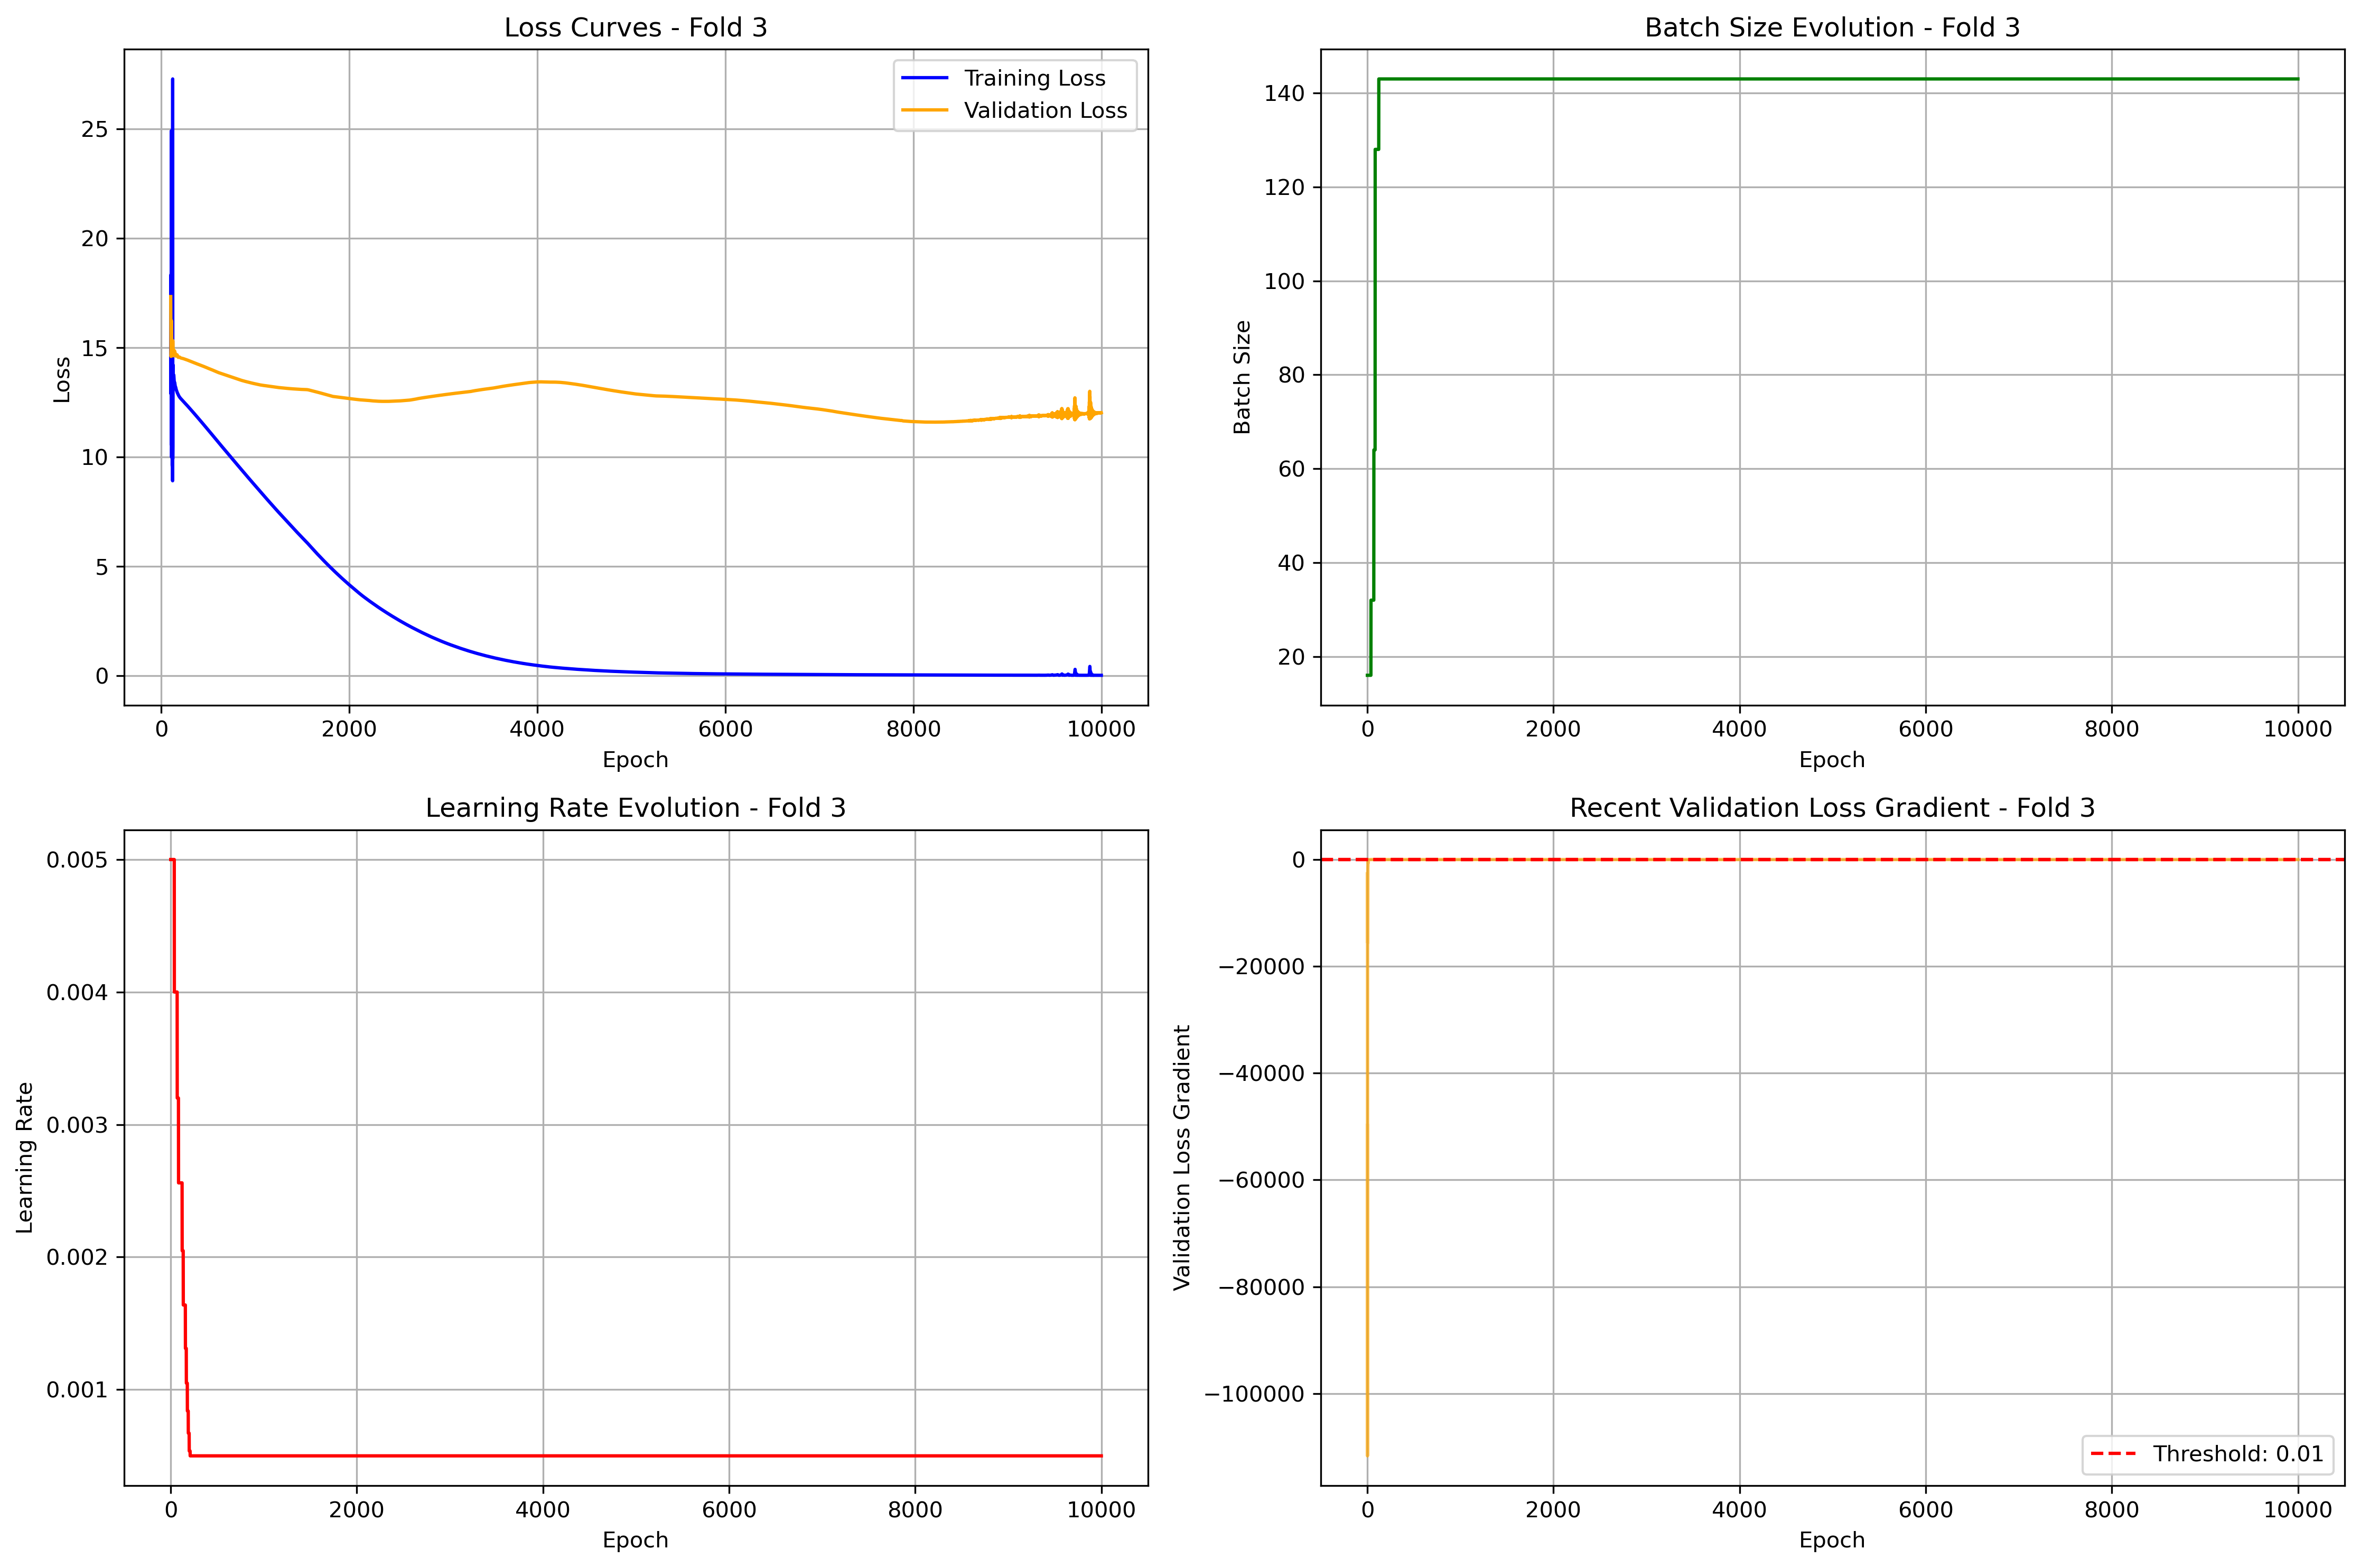 Loss Curves - Fold 3
Training Loss
Validation Loss
25
20
15
10
5
0
Loss
0 2000 4000 6000 8000 10000
Epoch
Batch Size Evolution - Fold 3
140
120
100
80
60
40
20
Batch Size
0 2000 4000 6000 8000 10000
Epoch
Learning Rate Evolution - Fold 3
0.005
0.004
0.003
0.002
0.001
Learning Rate
0 2000 4000 6000 8000 10000
Epoch
Recent Validation Loss Gradient - Fold 3
0
−20000
−40000
−60000
−80000
−100000
Validation Loss Gradient
Threshold: 0.01
0 2000 4000 6000 8000 10000
Epoch